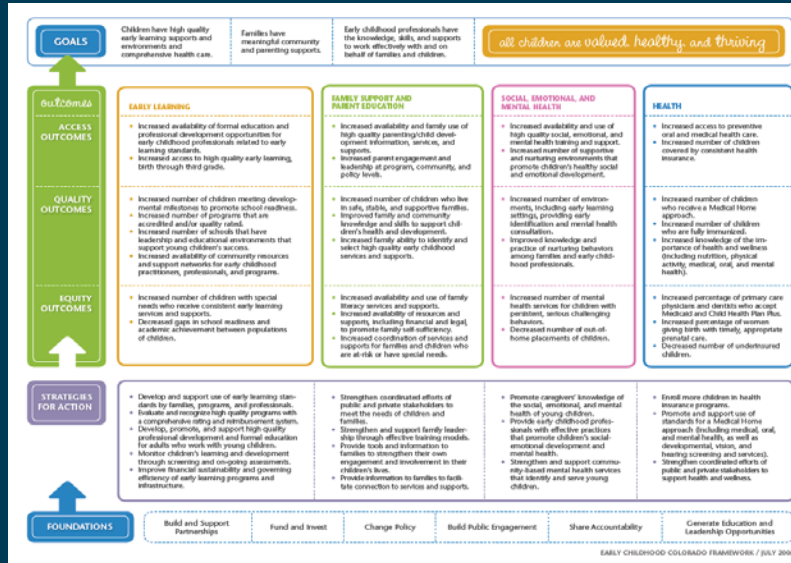 GOALS
Children have high quality
early learning supports and
environments and
comprehensive health care.
Families have
meaningful community
and parenting supports.
Early childhood professionals have
the knowledge, skills, and supports
to work effectively with and on
behalf of families and children.
all children are valued, healthy, and thriving
outcomes
ACCESS
OUTCOMES
QUALITY
OUTCOMES
EQUITY
OUTCOMES
EARLY LEARNING
• Increased availability of formal education and
professional development opportunities for
early childhood professionals related to early
learning standards.
• Increased access to high quality early learning,
birth through third grade.
• Increased number of children meeting develop-
mental milestones to promote school readiness.
• Increased number of programs that are
accredited and/or quality rated.
• Increased number of schools that have
leadership and educational environments that
support young children's success.
• Increased availability of community resources
and support networks for early childhood
practitioners, professionals, and programs.
• Increased number of children with special
needs who receive consistent early learning
services and supports.
• Decreased gaps in school readiness and
academic achievement between populations
of children.
FAMILY SUPPORT AND
PARENT EDUCATION
• Increased availability and family use of
high quality parenting/child devel-
opment information, services, and
supports.
• Increased parent engagement and
leadership at program, community, and
policy levels.
• Increased number of children who live
in safe, stable, and supportive families.
• Improved family and community
knowledge and skills to support chil-
dren's health and development.
• Increased family ability to identify and
select high quality early childhood
services and supports.
• Increased availability and use of family
literacy services and supports.
• Increased availability of resources and
supports, including financial and legal,
to promote family self-sufficiency.
• Increased coordination of services and
supports for families and children who
are at-risk or have special needs.
SOCIAL, EMOTIONAL, AND
MENTAL HEALTH
• Increased availability and use of
high quality social, emotional, and
mental health training and support.
• Increased number of supportive
and nurturing environments that
promote children's healthy social
and emotional development.
• Increased number of environ-
ments, including early learning
settings, providing early
identification and mental health
consultation.
• Improved knowledge and
practice of nurturing behaviors
among families and early child-
hood professionals.
• Increased number of mental
health services for children with
persistent, serious challenging
behaviors.
• Decreased number of out-of-
home placements of children.
HEALTH
• Increased access to preventive
oral and medical health care.
• Increased number of children
covered by consistent health
insurance.
• Increased number of children
who receive a Medical Home
approach.
• Increased number of children
who are fully immunized.
• Increased knowledge of the im-
portance of health and wellness
(including nutrition, physical
activity, medical, oral, and mental
health).
• Increased percentage of primary care
physicians and dentists who accept
Medicaid and Child Health Plan Plus.
• Increased percentage of women
giving birth with timely, appropriate
prenatal care.
• Decreased number of underinsured
children.
STRATEGIES
FOR ACTION
• Develop and support use of early learning stan-
dards by families, programs, and professionals.
• Evaluate and recognize high quality programs with
a comprehensive rating and reimbursement system.
• Develop, promote, and support high quality
professional development and formal education
for adults who work with young children.
• Monitor children's learning and development
through screening and on-going assessments.
• Improve financial sustainability and governing
efficiency of early learning programs and
infrastructure.
• Strengthen coordinated efforts of
public and private stakeholders to
meet the needs of children and
families.
• Strengthen and support family leader-
ship through effective training models.
• Provide tools and information to
families to strengthen their own
engagement and involvement in their
children's lives.
• Provide information to families to facili-
tate connection to services and supports.
• Promote caregivers' knowledge of
the social, emotional, and mental
health of young children.
• Provide early childhood profes-
sionals with effective practices
that promote children's social-
emotional development and
mental health.
• Strengthen and support commu-
nity-based mental health services
that identify and serve young
children.
• Enroll more children in health
insurance programs.
• Promote and support use of
standards for a Medical Home
approach (including medical, oral,
and mental health, as well as
developmental, vision, and
hearing screening and services).
• Strengthen coordinated efforts of
public and private stakeholders to
support health and wellness.
FOUNDATIONS
Build and Support
Partnerships
Fund and Invest
Change Policy
Build Public Engagement
Share Accountability
Generate Education and
Leadership Opportunities
EARLY CHILDHOOD COLORADO FRAMEWORK / JULY